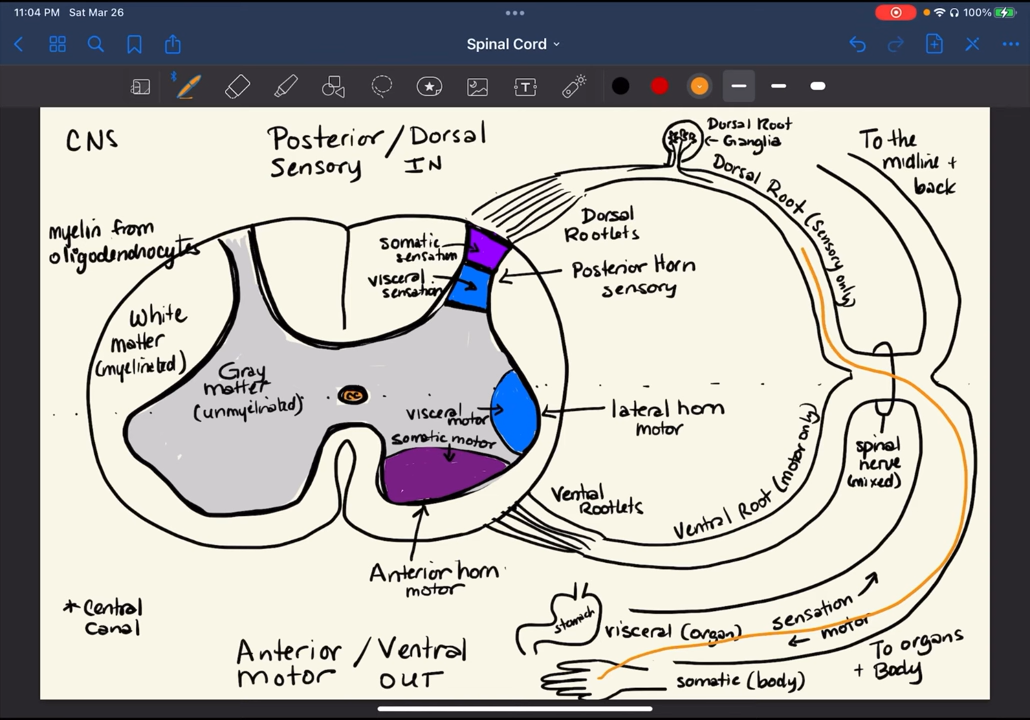 11:04 PM Sat Mar 26
100%
Spinal Cord
CNS
Posterior / Dorsal
Sensory IN
Dorsal Root
Ganglia
To the
midline +
back
Dorsal Root (sensory only)
myelin from
oligodendocytes
somatic
sensation
visceral
sensation
Dorsal
Rootlets
Posterior Horn
sensory
White
matter
(myelinated)
Gray
matter
(unmyelinated)
visceral
motor
somatic motor
lateral horn
motor
spinal
nerve
(mixed)
Ventral
Rootlets
Ventral Root (motor only)
Anterior horn
motor
* Central
canal
Anterior / Ventral
motor OUT
stomach
visceral (organ)
sensation
motor
somatic (body)
To organs
+ Body